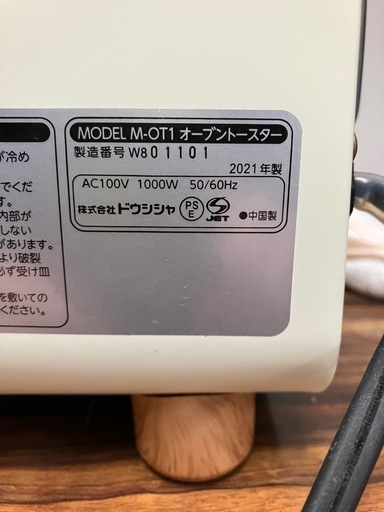 MODEL M-OT1 オーブントースター
製造番号 W801101
2021年製
AC100V 1000W 50/60Hz
株式会社ドウシシャ PSE JET ●中国製
が冷め
でくだ
す。
内部が
しない
があります。
より破裂
必ず受け皿
を敷いての
ください。